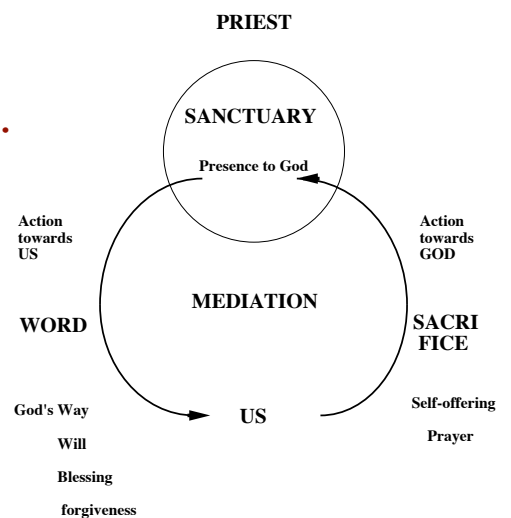 PRIEST
SANCTUARY
Presence to God
Action
towards
US
Action
towards
GOD
MEDIATION
WORD
SACRI
FICE
God's Way
Will
Blessing
forgiveness
US
Self-offering
Prayer